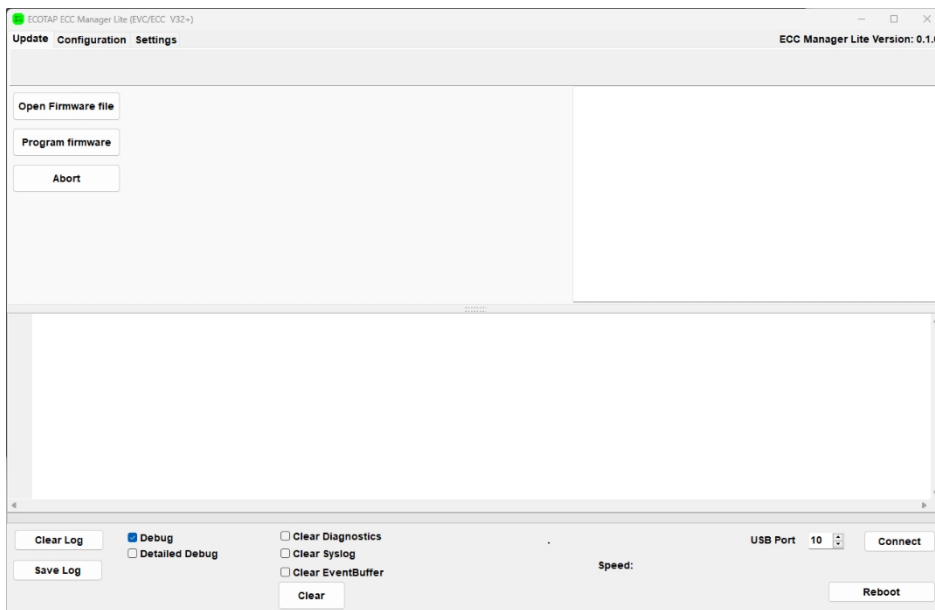 ECOTAP ECC Manager Lite (EVC/ECC V32+)
Update Configuration Settings
ECC Manager Lite Version: 0.1.
Open Firmware file
Program firmware
Abort
Clear Log
Debug
Clear Diagnostics
USB Port 10
Connect
Detailed Debug
Clear Syslog
Save Log
Speed:
Clear EventBuffer
Clear
Reboot